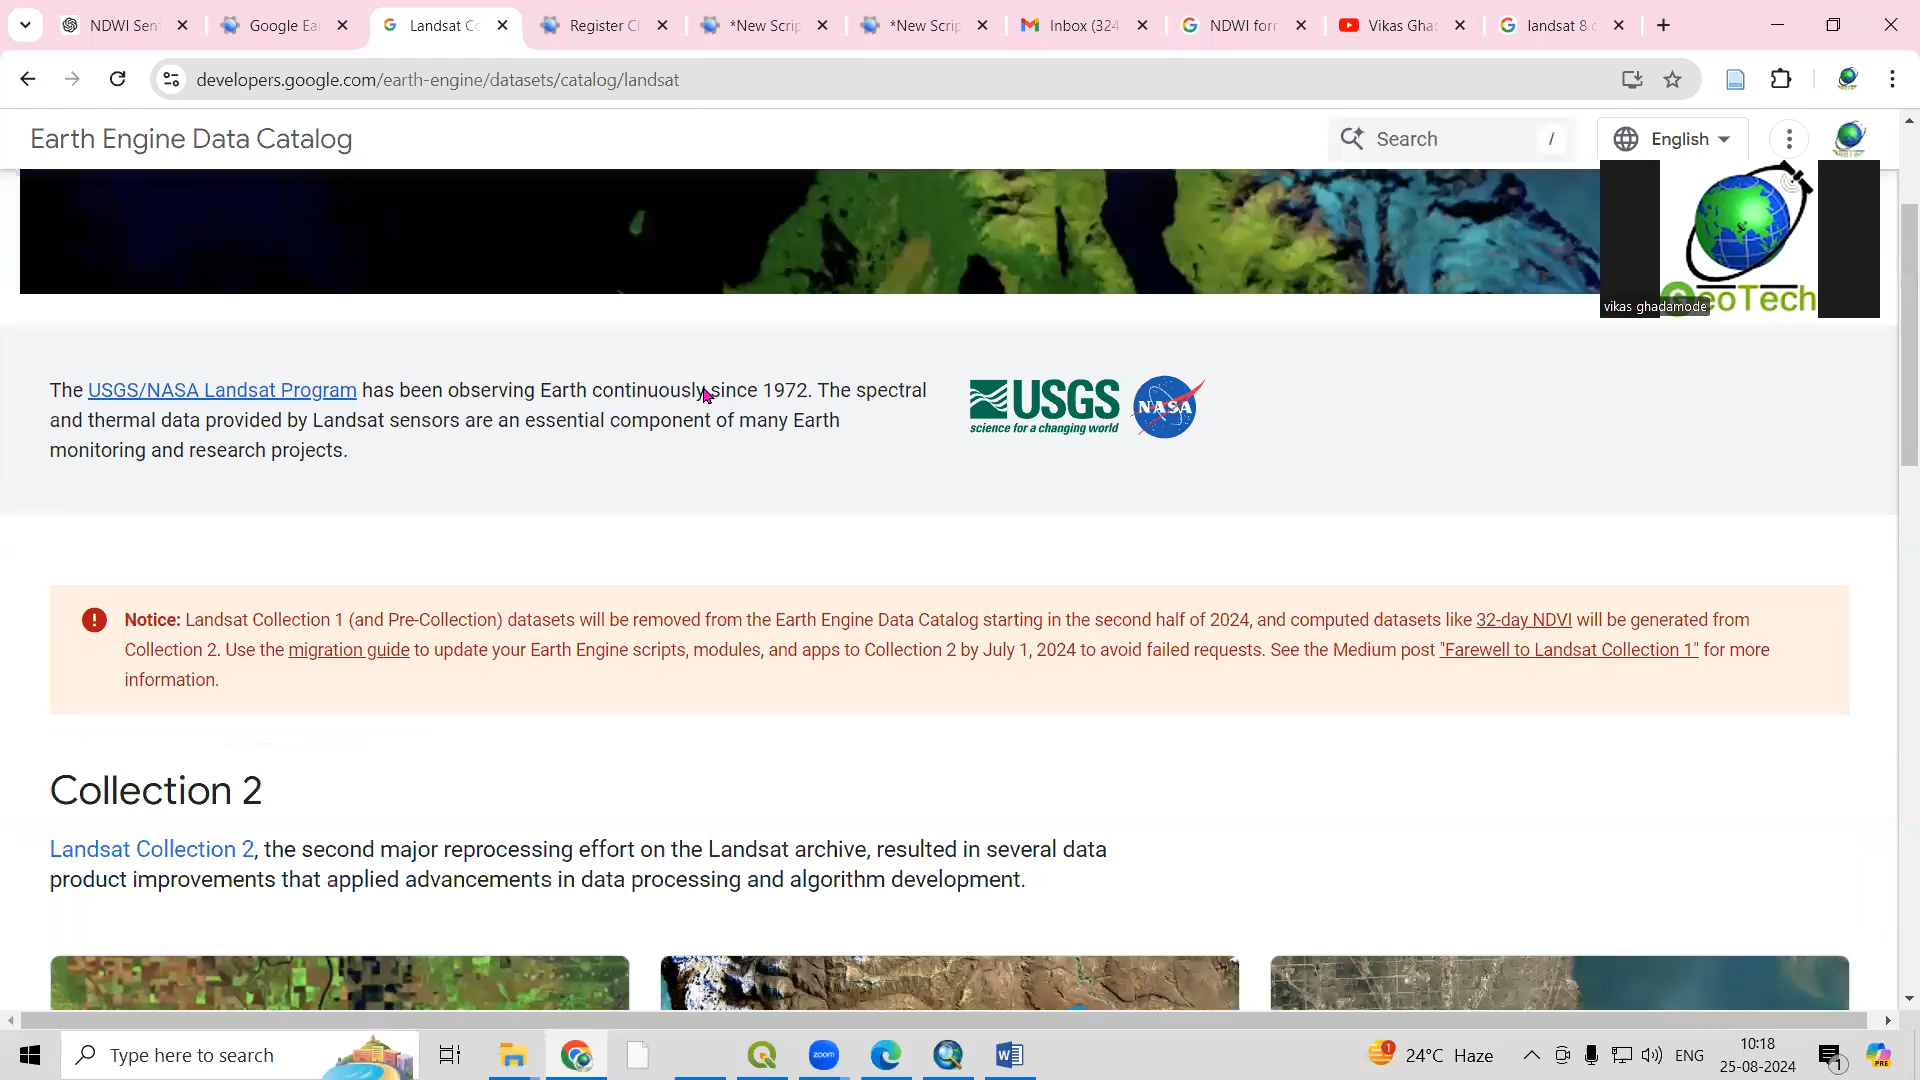 NDWI Sen
Google Ea
Landsat Co
Register Cl
*New Scrip
*New Scrip
Inbox (324
NDWI forr
Vikas Ghac
landsat 8 c
developers.google.com/earth-engine/datasets/catalog/landsat
Earth Engine Data Catalog
Search /
English
GeoTech
vikas ghadamode
The USGS/NASA Landsat Program has been observing Earth continuously since 1972. The spectral
and thermal data provided by Landsat sensors are an essential component of many Earth
monitoring and research projects.
USGS
science for a changing world
NASA
Notice: Landsat Collection 1 (and Pre-Collection) datasets will be removed from the Earth Engine Data Catalog starting in the second half of 2024, and computed datasets like 32-day NDVI will be generated from
Collection 2. Use the migration guide to update your Earth Engine scripts, modules, and apps to Collection 2 by July 1, 2024 to avoid failed requests. See the Medium post "Farewell to Landsat Collection 1" for more
information.
Collection 2
Landsat Collection 2, the second major reprocessing effort on the Landsat archive, resulted in several data
product improvements that applied advancements in data processing and algorithm development.
Type here to search
zoom
1
24°C Haze
ENG
10:18
25-08-2024
1
PRE